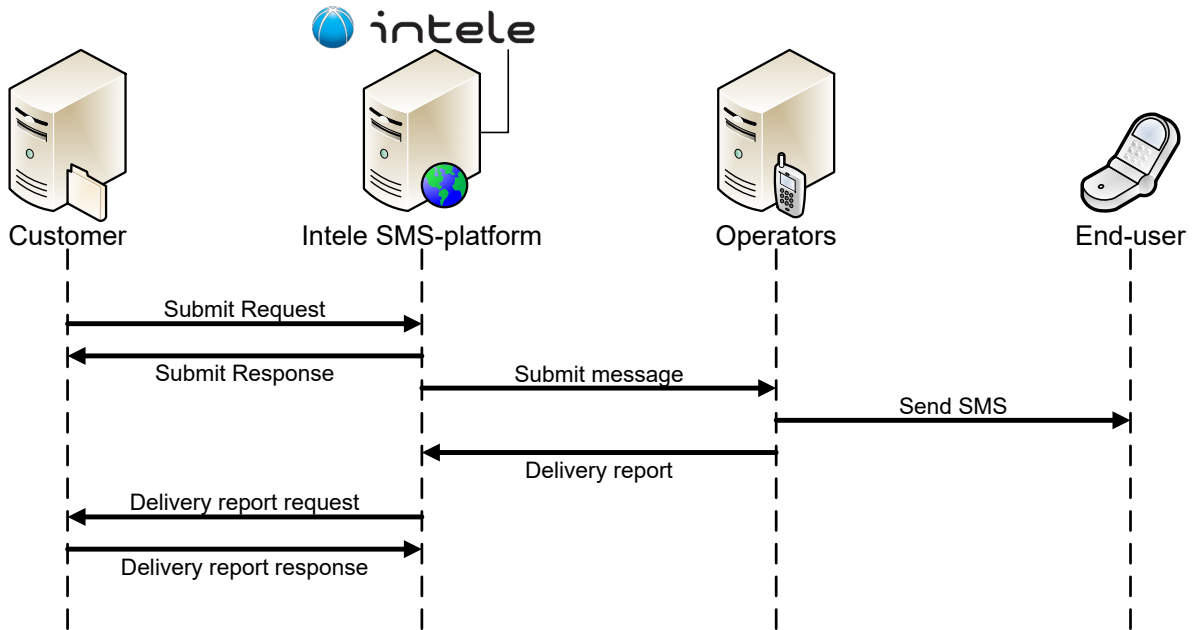 intele
Customer
Intele SMS-platform
Operators
End-user
Submit Request
Submit Response
Submit message
Send SMS
Delivery report
Delivery report request
Delivery report response